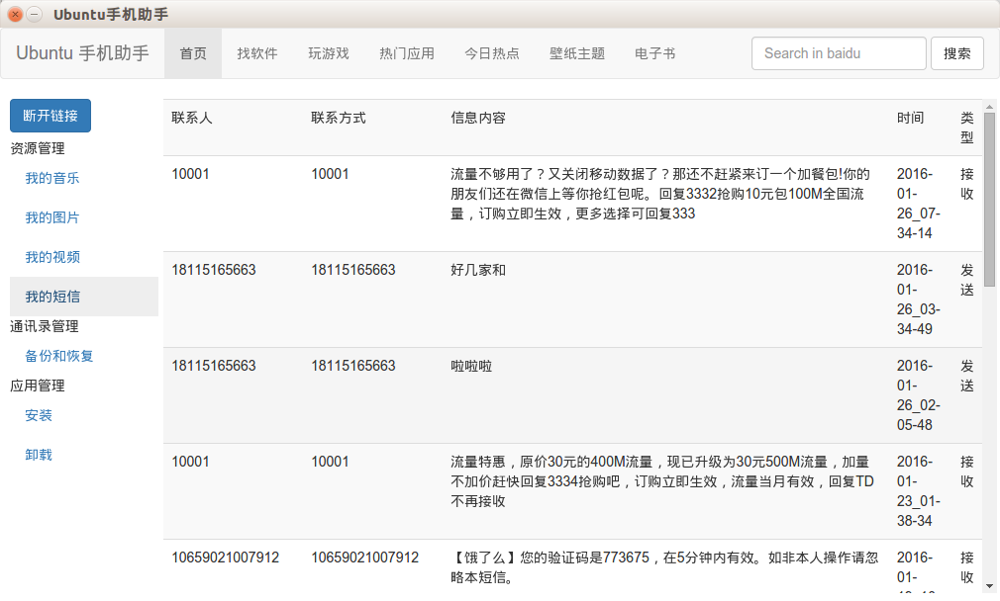 Ubuntu手机助手
Ubuntu 手机助手 首页 找软件 玩游戏 热门应用 今日热点 壁纸主题 电子书 Search in baidu 搜索
断开链接
资源管理
我的音乐
我的图片
我的视频
我的短信
通讯录管理
备份和恢复
应用管理
安装
卸载
联系人 联系方式 信息内容 时间 类
型
10001 10001 流量不够用了？又关闭移动数据了？那还不赶紧来订一个加餐包!你的 2016- 接
朋友们还在微信上等你抢红包呢。回复3332抢购10元包100M全国流 01- 收
量，订购立即生效，更多选择可回复333 26_07-
34-14
18115165663 18115165663 好几家和 2016- 发
01- 送
26_03-
34-49
18115165663 18115165663 啦啦啦 2016- 发
01- 送
26_02-
05-48
10001 10001 流量特惠，原价30元的400M流量，现已升级为30元500M流量，加量 2016- 接
不加价赶快回复3334抢购吧，订购立即生效，流量当月有效，回复TD 01- 收
不再接收 23_01-
38-34
10659021007912 10659021007912 【饿了么】您的验证码是773675，在5分钟内有效。如非本人操作请忽 2016- 接
略本短信。 01- 收